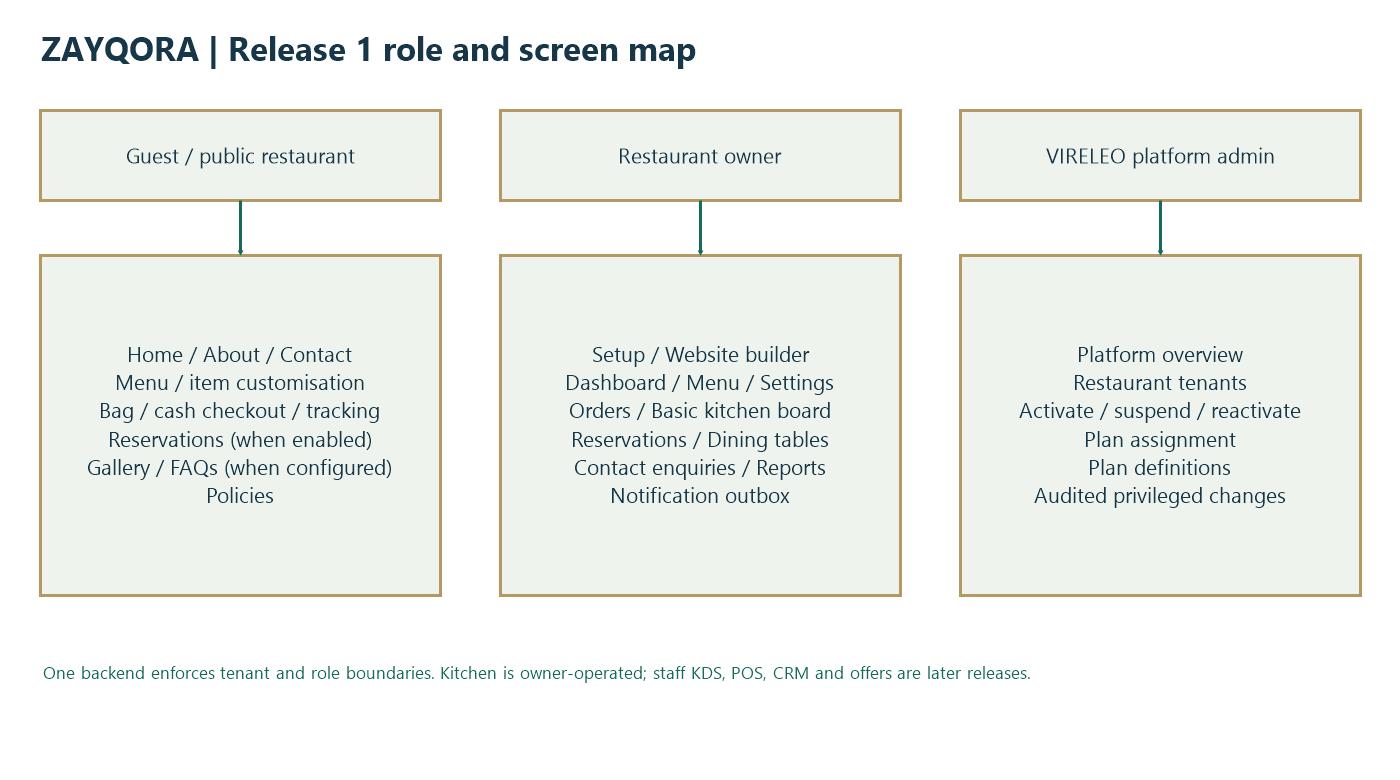 ZAYQORA | Release 1 role and screen map
Guest / public restaurant
Restaurant owner
VIRELEO platform admin
Home / About / Contact
Menu / item customisation
Bag / cash checkout / tracking
Reservations (when enabled)
Gallery / FAQs (when configured)
Policies
Setup / Website builder
Dashboard / Menu / Settings
Orders / Basic kitchen board
Reservations / Dining tables
Contact enquiries / Reports
Notification outbox
Platform overview
Restaurant tenants
Activate / suspend / reactivate
Plan assignment
Plan definitions
Audited privileged changes
One backend enforces tenant and role boundaries. Kitchen is owner-operated; staff KDS, POS, CRM and offers are later releases.